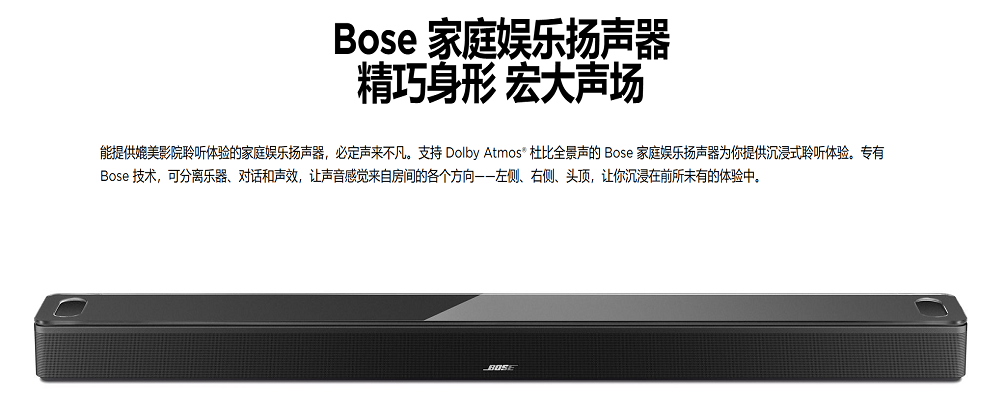 Bose 家庭娱乐扬声器
精巧身形 宏大声场
能提供媲美影院聆听体验的家庭娱乐扬声器，必定声来不凡。支持 Dolby Atmos® 杜比全景声的 Bose 家庭娱乐扬声器为你提供沉浸式聆听体验。专有
Bose 技术，可分离乐器、对话和声效，让声音感觉来自房间的各个方向——左侧、右侧、头顶，让你沉浸在前所未有的体验中。
BOSE